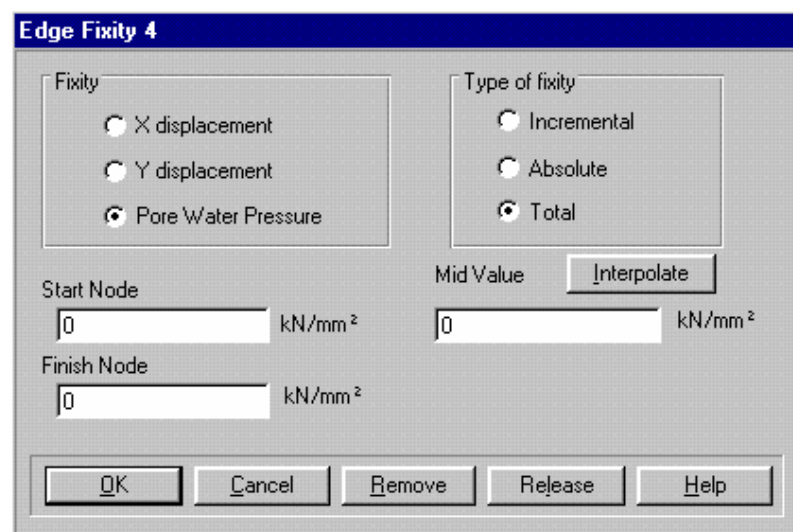 Edge Fixity 4
Fixity
X displacement
Y displacement
Pore Water Pressure
Type of fixity
Incremental
Absolute
Total
Start Node
0 kN/mm²
Finish Node
0 kN/mm²
Mid Value Interpolate
0 kN/mm²
OK Cancel Remove Release Help